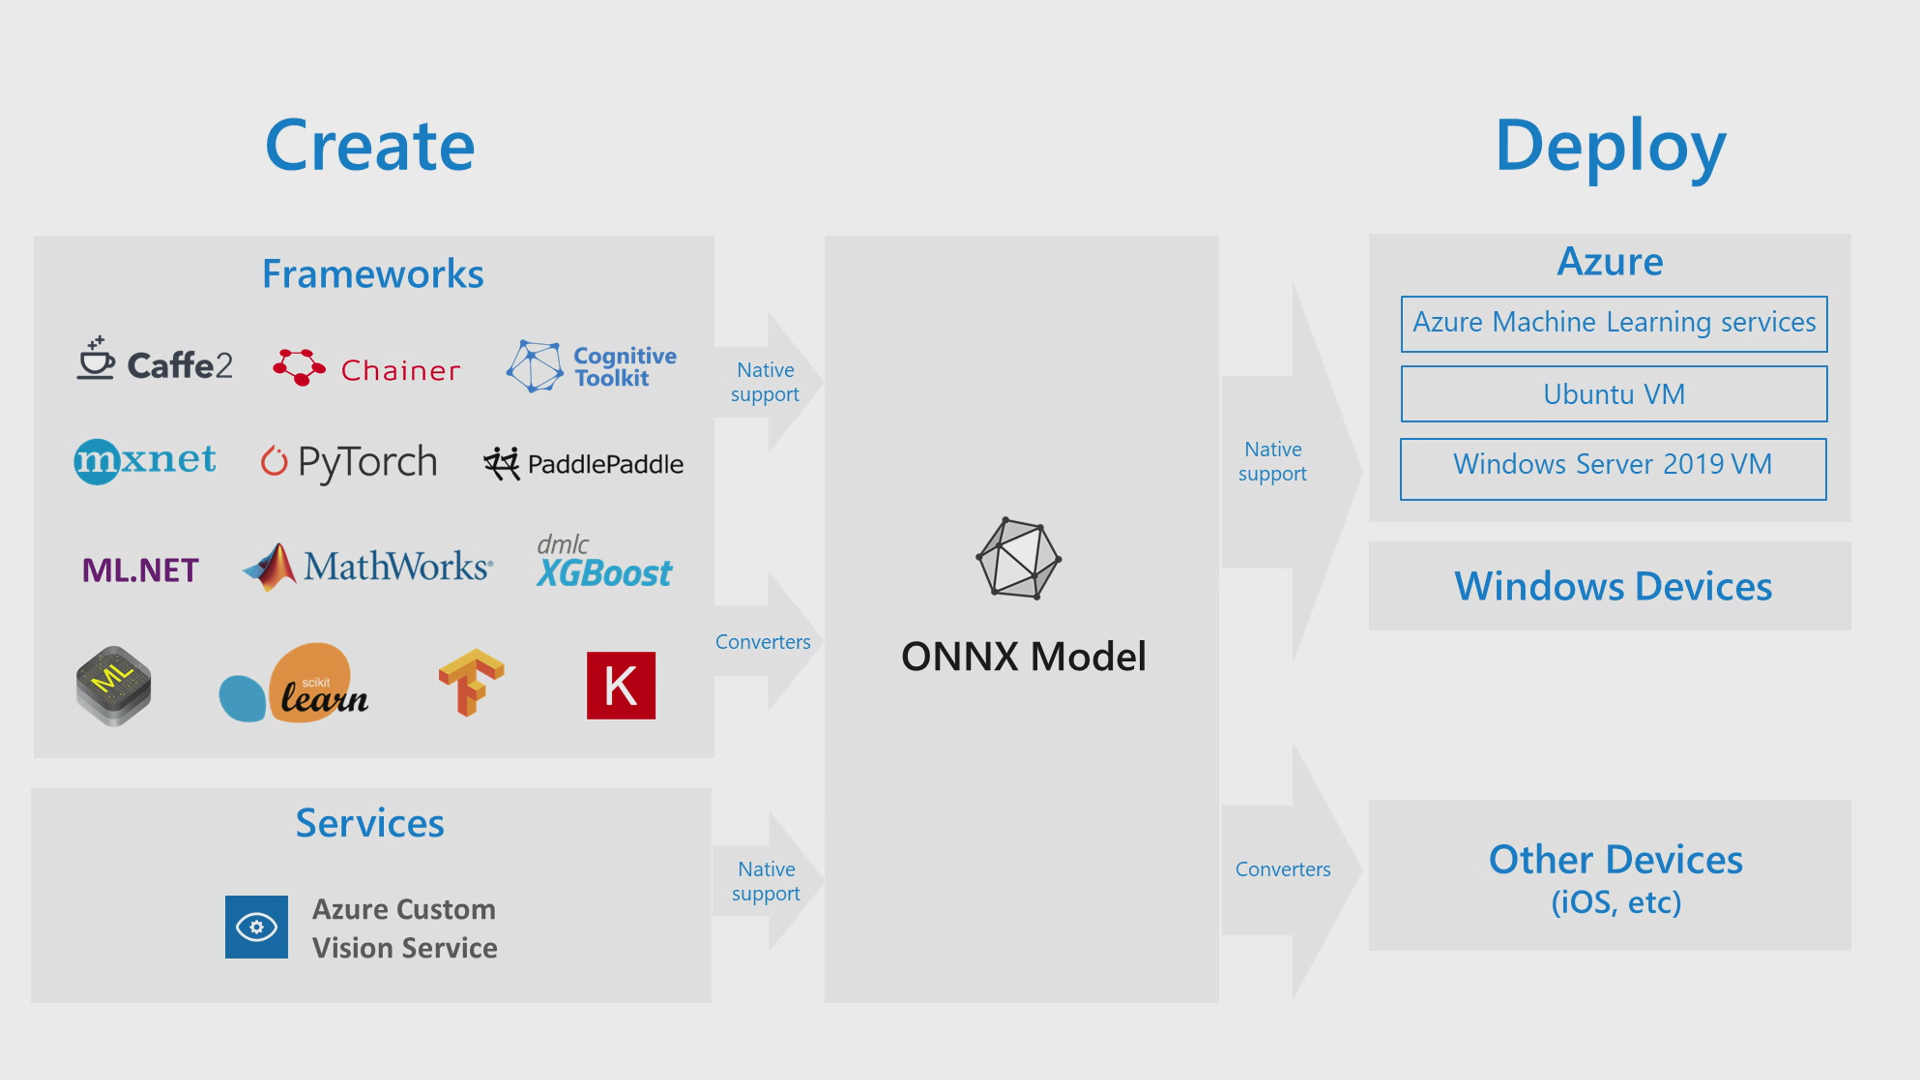 Create
Deploy
Frameworks
Caffe2
Chainer
Cognitive
Toolkit
mxnet
PyTorch
PaddlePaddle
ML.NET
MathWorks®
dmlc
XGBoost
ML
scikit
learn
K
Services
Azure Custom
Vision Service
Native
support
Converters
Native
support
ONNX Model
Native
support
Converters
Azure
Azure Machine Learning services
Ubuntu VM
Windows Server 2019 VM
Windows Devices
Other Devices
(iOS, etc)